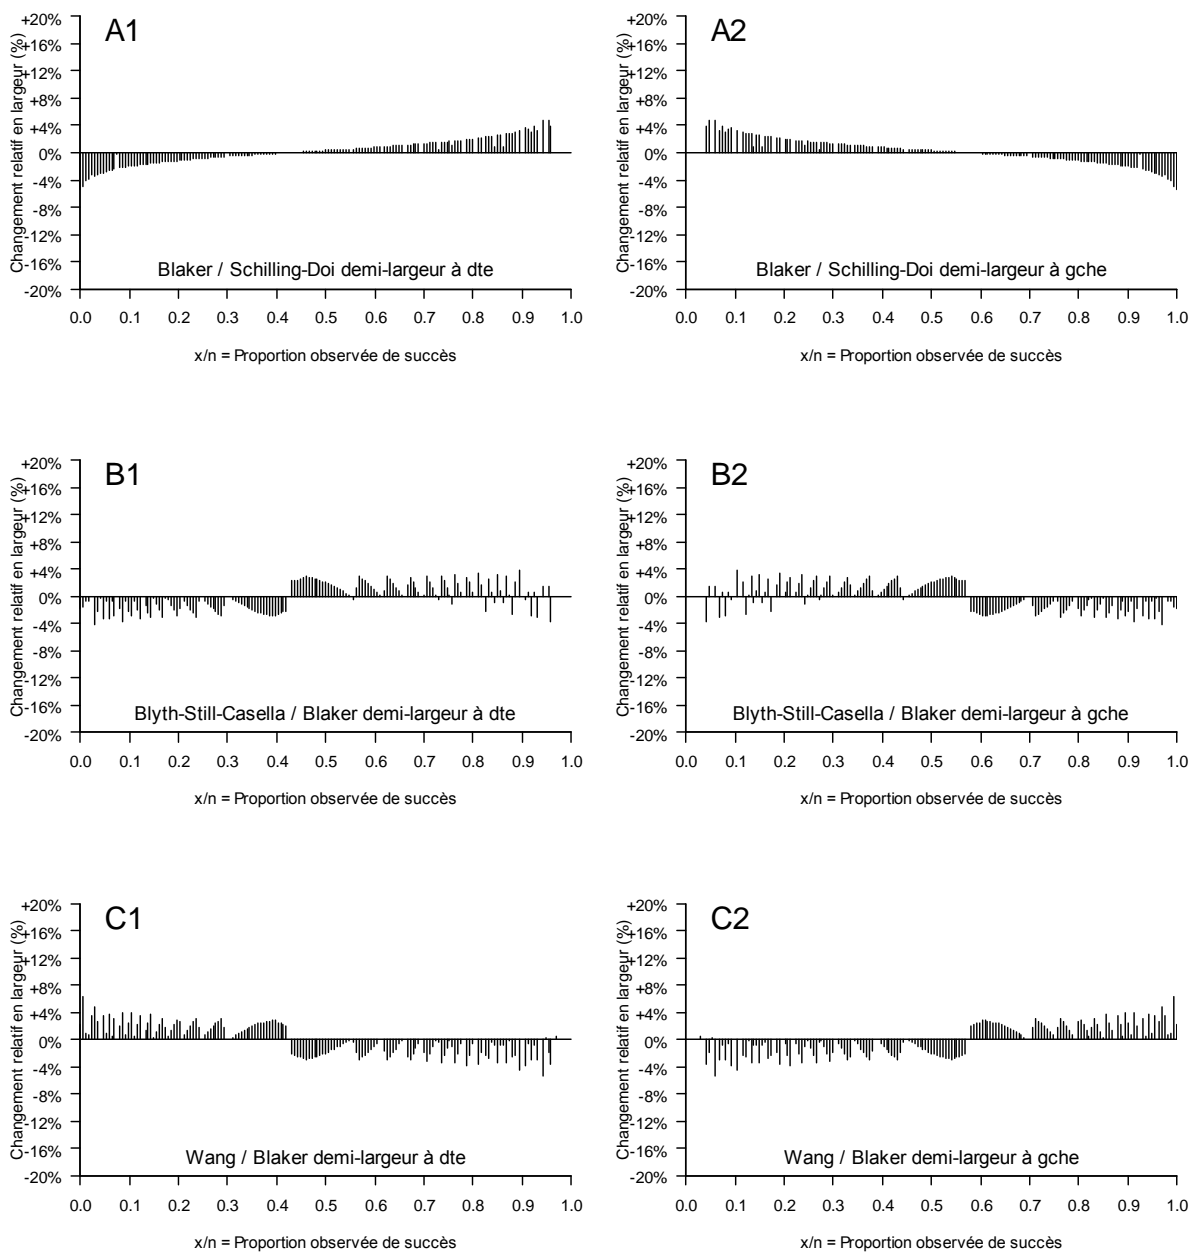 A1
Changement relatif en largeur (%)
+20%
+16%
+12%
+8%
+4%
0%
-4%
-8%
-12%
-16%
-20%
Blaker / Schilling-Doi demi-largeur à dte
0.0 0.1 0.2 0.3 0.4 0.5 0.6 0.7 0.8 0.9 1.0
x/n = Proportion observée de succès
A2
Changement relatif en largeur (%)
+20%
+16%
+12%
+8%
+4%
0%
-4%
-8%
-12%
-16%
-20%
Blaker / Schilling-Doi demi-largeur à gche
0.0 0.1 0.2 0.3 0.4 0.5 0.6 0.7 0.8 0.9 1.0
x/n = Proportion observée de succès
B1
Changement relatif en largeur (%)
+20%
+16%
+12%
+8%
+4%
0%
-4%
-8%
-12%
-16%
-20%
Blyth-Still-Casella / Blaker demi-largeur à dte
0.0 0.1 0.2 0.3 0.4 0.5 0.6 0.7 0.8 0.9 1.0
x/n = Proportion observée de succès
B2
Changement relatif en largeur (%)
+20%
+16%
+12%
+8%
+4%
0%
-4%
-8%
-12%
-16%
-20%
Blyth-Still-Casella / Blaker demi-largeur à gche
0.0 0.1 0.2 0.3 0.4 0.5 0.6 0.7 0.8 0.9 1.0
x/n = Proportion observée de succès
C1
Changement relatif en largeur (%)
+20%
+16%
+12%
+8%
+4%
0%
-4%
-8%
-12%
-16%
-20%
Wang / Blaker demi-largeur à dte
0.0 0.1 0.2 0.3 0.4 0.5 0.6 0.7 0.8 0.9 1.0
x/n = Proportion observée de succès
C2
Changement relatif en largeur (%)
+20%
+16%
+12%
+8%
+4%
0%
-4%
-8%
-12%
-16%
-20%
Wang / Blaker demi-largeur à gche
0.0 0.1 0.2 0.3 0.4 0.5 0.6 0.7 0.8 0.9 1.0
x/n = Proportion observée de succès